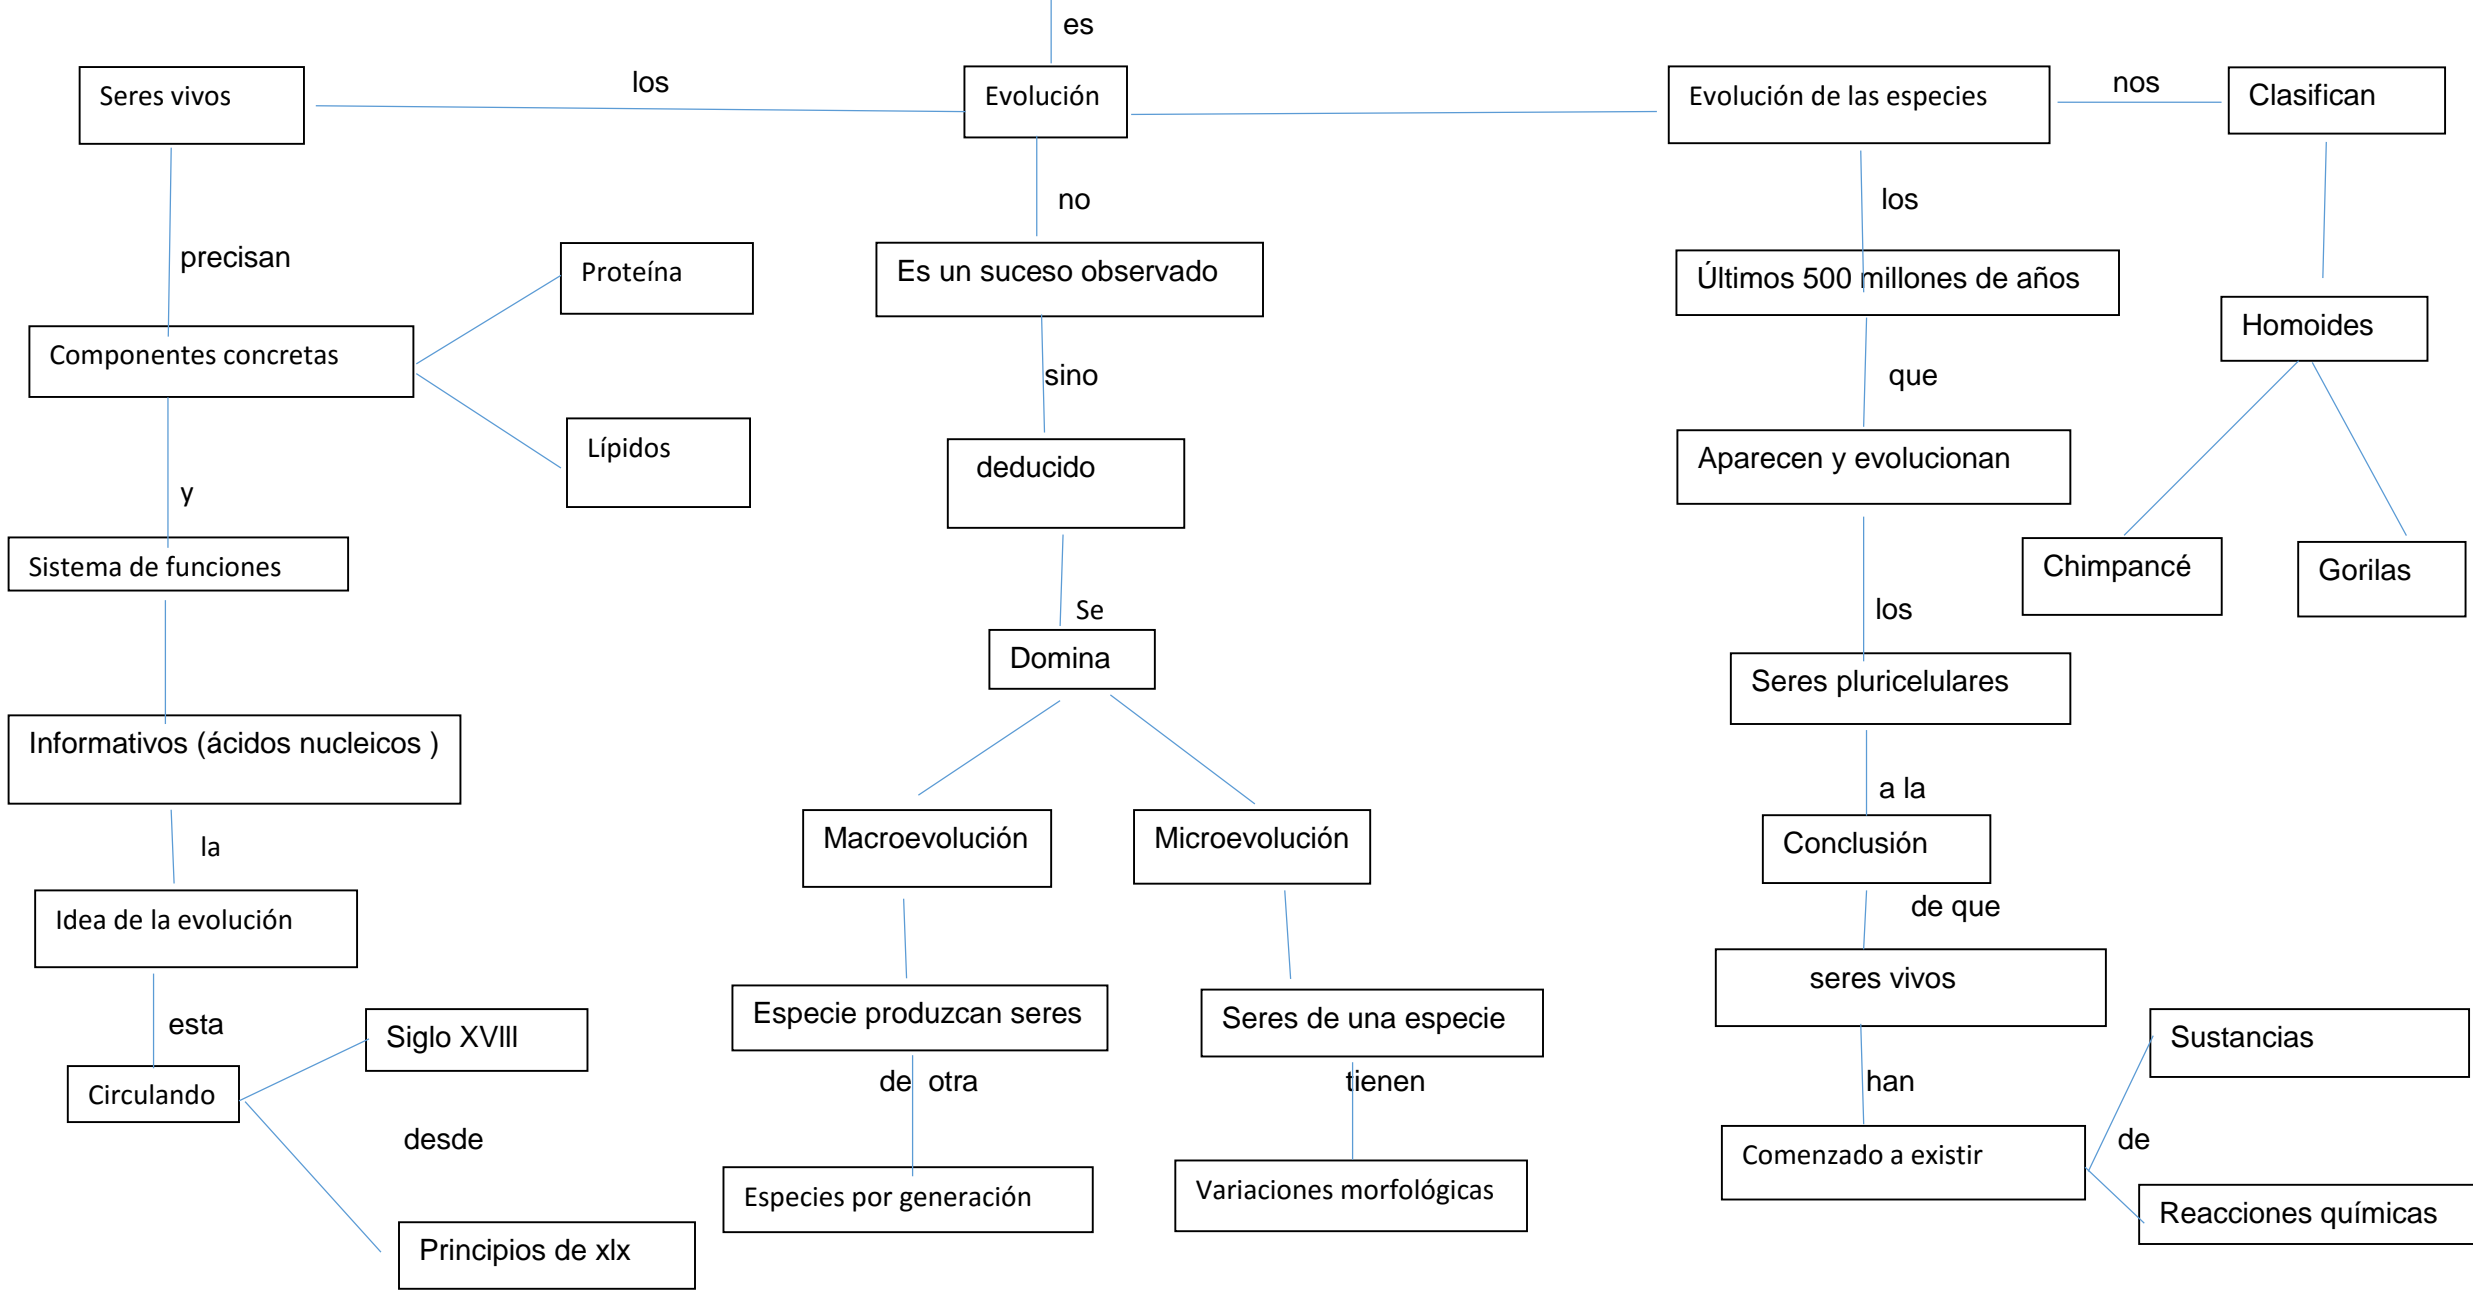 es
Seres vivos
los
Evolución
Evolución de las especies
nos
Clasifican
no
los
precisan
Proteína
Es un suceso observado
Últimos 500 millones de años
Homoides
Componentes concretas
sino
que
Lípidos
deducido
Aparecen y evolucionan
y
Sistema de funciones
Chimpancé
Gorilas
Se
los
Domina
Seres pluricelulares
Informativos (ácidos nucleicos )
a la
la
Macroevolución
Microevolución
Conclusión
Idea de la evolución
de que
seres vivos
esta
Siglo XVIII
Especie produzcan seres
Seres de una especie
Sustancias
Circulando
de otra
tienen
han
desde
de
Comenzado a existir
Especies por generación
Variaciones morfológicas
Reacciones químicas
Principios de xlx